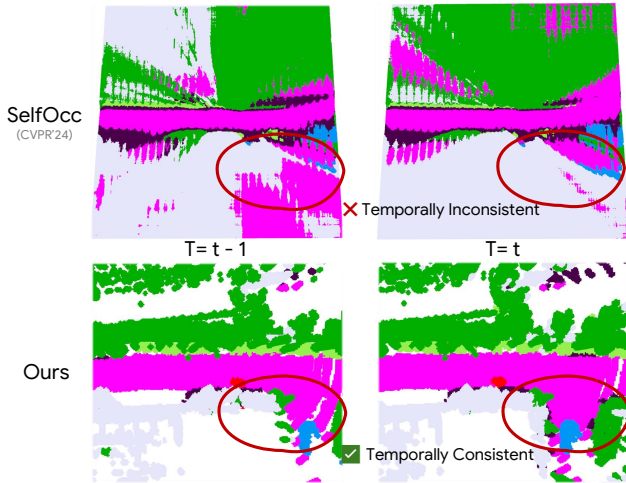 SelfOcc
(CVPR'24)
Temporally Inconsistent
T= t - 1
T= t
Ours
Temporally Consistent